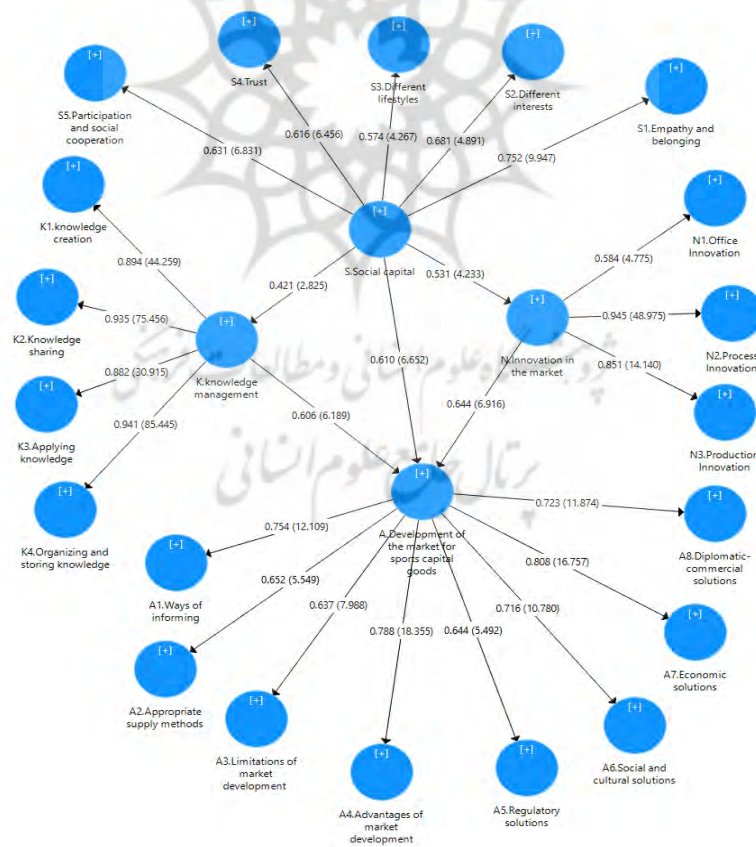 [+]
S5.Participation
and social
cooperation
[+]
S4.Trust
[+]
S3.Different
lifestyles
[+]
S2.Different
interests
[+]
S1.Empathy and
belonging
0.631 (6.831)
0.616 (6.456)
0.574 (4.267)
0.681 (4.891)
0.752 (9.947)
[+]
K1.knowledge
creation
[+]
S.Social capital
[+]
N1.Office
Innovation
0.894 (44.259)
0.421 (2.825)
0.531 (4.233)
0.584 (4.775)
[+]
K2.Knowledge
sharing
0.935 (75.456)
[+]
K.knowledge
management
0.610 (6.652)
[+]
N.Innovation in
the market
0.945 (48.975)
[+]
N2.Process
Innovation
0.882 (30.915)
0.851 (14.140)
[+]
K3.Applying
knowledge
0.941 (85.445)
0.606 (6.189)
0.644 (6.916)
[+]
N3.Production
Innovation
پژوهشگاه علوم انسانی و مطالعات فرهنگی
پرتال جامع علوم انسانی
[+]
K4.Organizing and
storing knowledge
[+]
A.Development of
the market for
sports capital
goods
[+]
A8.Diplomatic-
commercial
solutions
0.754 (12.109)
0.723 (11.874)
[+]
A1.Ways of
informing
0.652 (5.549)
0.637 (7.988)
0.788 (18.355)
0.644 (5.492)
0.716 (10.780)
0.808 (16.757)
[+]
A2.Appropriate
supply methods
[+]
A3.Limitations of
market
development
[+]
A4.Advantages of
market
development
[+]
A5.Regulatory
solutions
[+]
A6.Social and
cultural solutions
[+]
A7.Economic
solutions